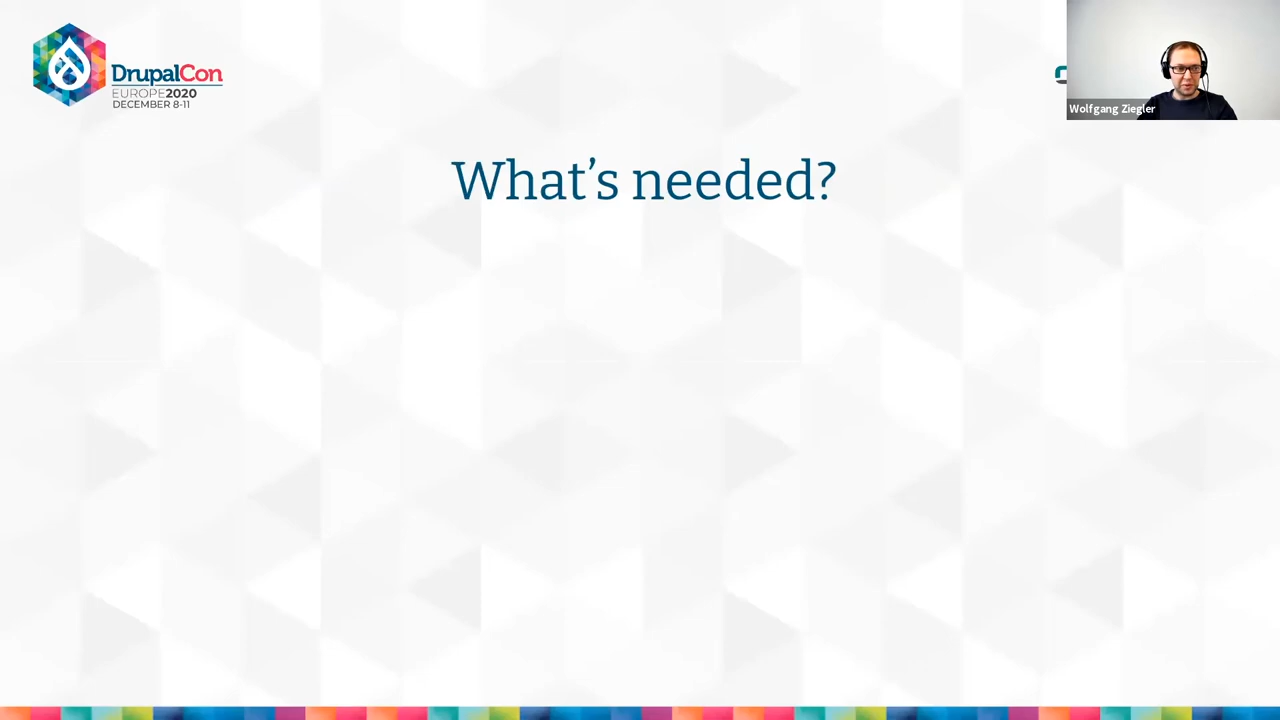 DrupalCon
EUROPE2020
DECEMBER 8-11
Wolfgang Ziegler
What's needed?